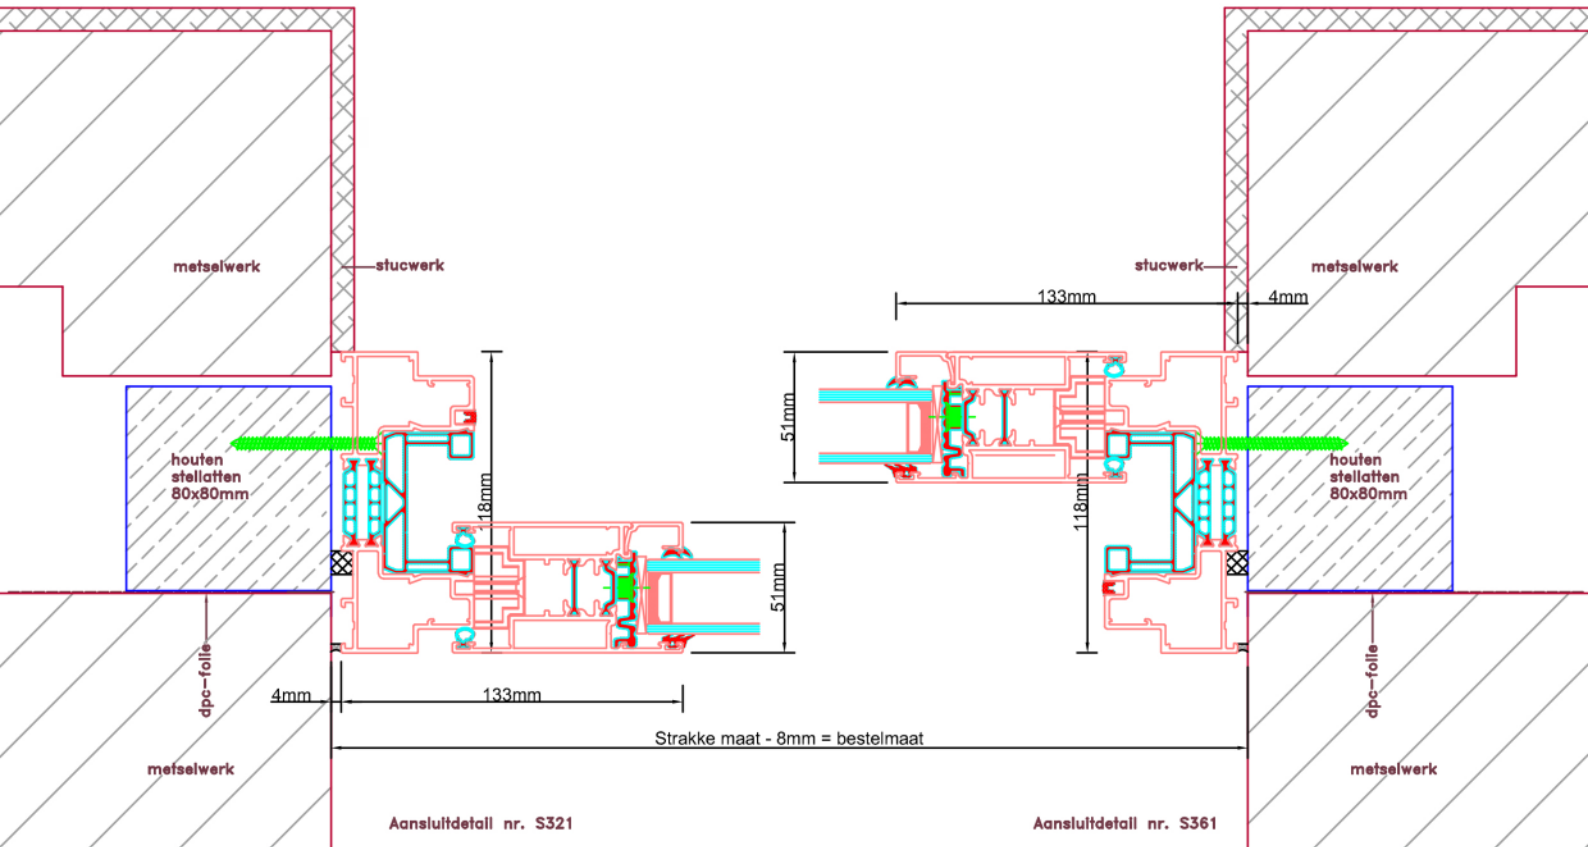 metselwerk
stucwerk
stucwerk
metselwerk
133mm
4mm
51mm
118mm
houten
stellatten
80x80mm
118mm
houten
stellatten
80x80mm
51mm
dpc-folie
dpc-folie
4mm
133mm
Strakke maat - 8mm = bestelmaat
metselwerk
metselwerk
Aansluitdetail nr. S321
Aansluitdetail nr. S361